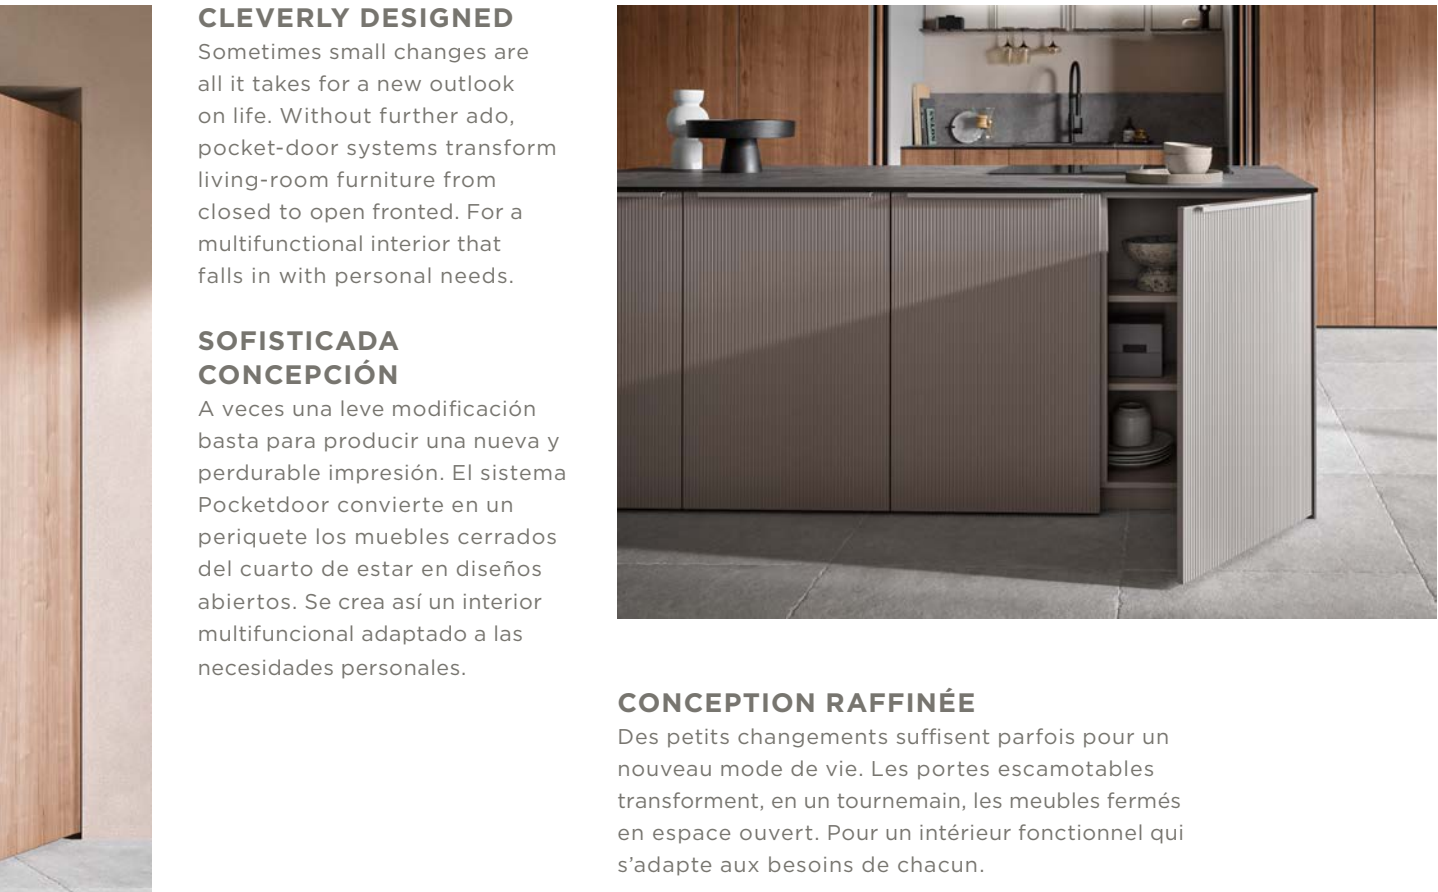 CLEVERLY DESIGNED
Sometimes small changes are
all it takes for a new outlook
on life. Without further ado,
pocket-door systems transform
living-room furniture from
closed to open fronted. For a
multifunctional interior that
falls in with personal needs.
SOFISTICADA
CONCEPCIÓN
A veces una leve modificación
basta para producir una nueva y
perdurable impresión. El sistema
Pocketdoor convierte en un
periquete los muebles cerrados
del cuarto de estar en diseños
abiertos. Se crea así un interior
multifuncional adaptado a las
necesidades personales.
CONCEPTION RAFFINÉE
Des petits changements suffisent parfois pour un
nouveau mode de vie. Les portes escamotables
transforment, en un tournemain, les meubles fermés
en espace ouvert. Pour un intérieur fonctionnel qui
s’adapte aux besoins de chacun.